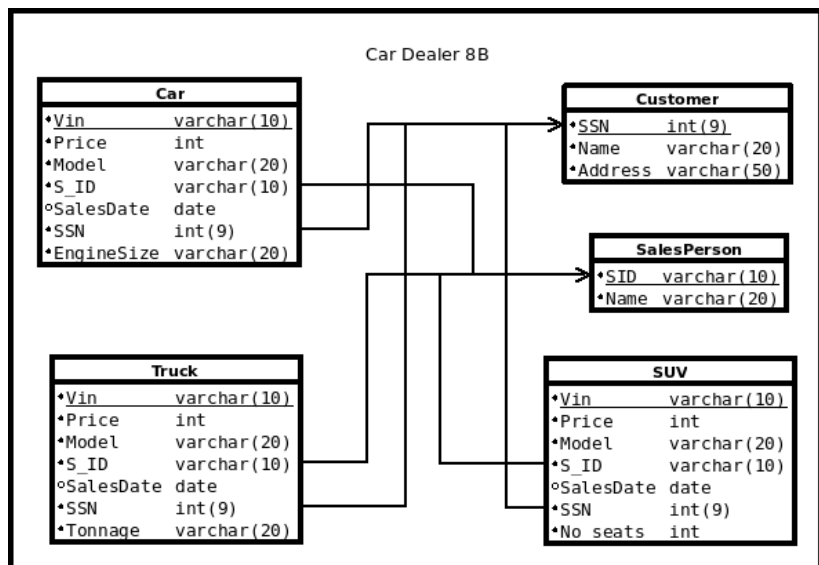 Car Dealer 8B
Car
Vin varchar(10)
Price int
Model varchar(20)
S_ID varchar(10)
SalesDate date
SSN int(9)
EngineSize varchar(20)
Customer
SSN int(9)
Name varchar(20)
Address varchar(50)
SalesPerson
SID varchar(10)
Name varchar(20)
Truck
Vin varchar(10)
Price int
Model varchar(20)
S_ID varchar(10)
SalesDate date
SSN int(9)
Tonnage varchar(20)
SUV
Vin varchar(10)
Price int
Model varchar(20)
S_ID varchar(10)
SalesDate date
SSN int(9)
No seats int